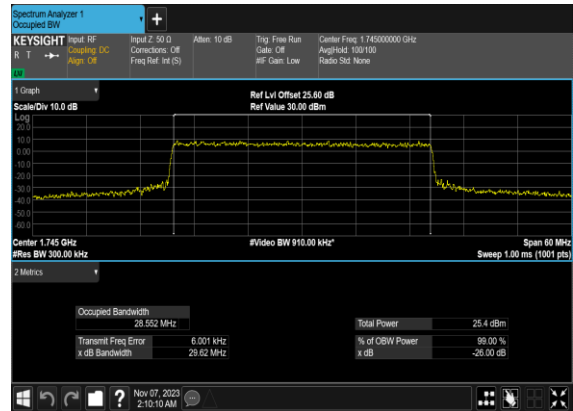 Spectrum Analyzer 1
Occupied BW
+
KEYSIGHT
R T
LW
Input: RF
Coupling: DC
Align: Off
Input Z: 50 Ω
Corrections: Off
Freq Ref: Int (S)
Atten: 10 dB
Trig: Free Run
Gate: Off
#IF Gain: Low
Center Freq: 1.745000000 GHz
Avg|Hold: 100/100
Radio Std: None
1 Graph
Scale/Div 10.0 dB
Ref Lvl Offset 25.60 dB
Ref Value 30.00 dBm
Log
20.0
10.0
0.00
-10.0
-20.0
-30.0
-40.0
-50.0
-60.0
Center 1.745 GHz
#Res BW 300.00 kHz
#Video BW 910.00 kHz*
Span 60 MHz
Sweep 1.00 ms (1001 pts)
2 Metrics
Occupied Bandwidth
28.552 MHz
Total Power 25.4 dBm
Transmit Freq Error 6.001 kHz
% of OBW Power 99.00 %
x dB Bandwidth 29.62 MHz
x dB -26.00 dB
?
Nov 07, 2023
2:10:10 AM